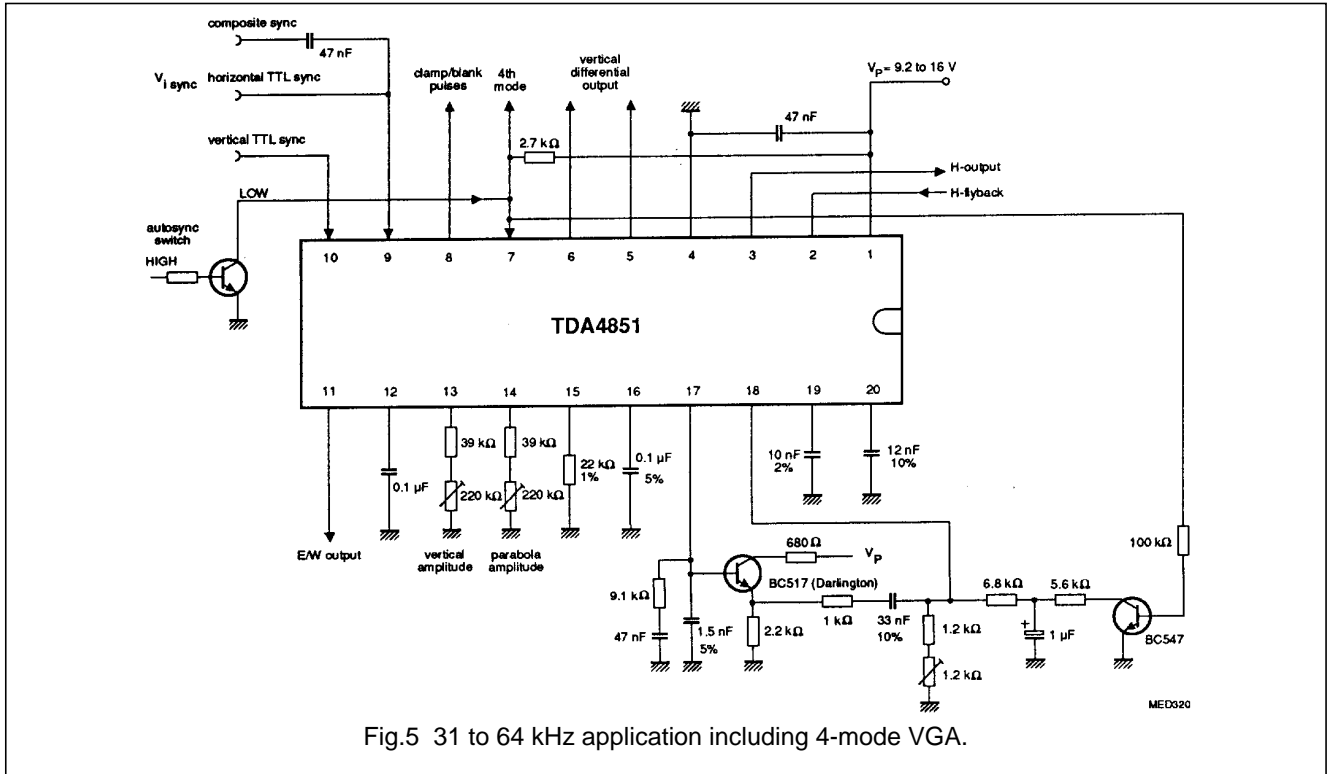 composite sync
47 nF
V i sync
horizontal TTL sync
clamp/blank
pulses
4th
mode
vertical
differential
output
VP= 9.2 to 16 V
47 nF
2.7 kΩ
vertical TTL sync
H-output
H-flyback
LOW
autosync
switch
HIGH
10 9 8 7 6 5 4 3 2 1
TDA4851
11 12 13 14 15 16 17 18 19 20
39 kΩ
39 kΩ
22 kΩ
1%
0.1 µF
5%
10 nF
2%
12 nF
10%
0.1 µF
220 kΩ
220 kΩ
E/W output
vertical
amplitude
parabola
amplitude
680 Ω
VP
100 kΩ
BC517 (Darlington)
6.8 kΩ
5.6 kΩ
9.1 kΩ
47 nF
1.5 nF
5%
2.2 kΩ
1 kΩ
33 nF
10%
1.2 kΩ
1.2 kΩ
+
1 µF
BC547
MED320
Fig.5 31 to 64 kHz application including 4-mode VGA.